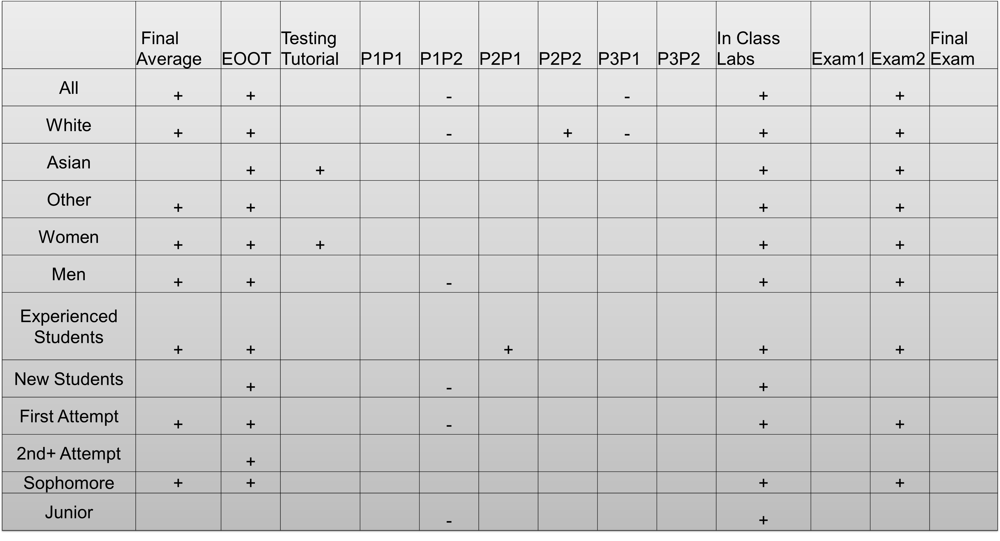 Final Average EOOT Testing Tutorial P1P1 P1P2 P2P1 P2P2 P3P1 P3P2 In Class Labs Exam1 Exam2 Final Exam
All + + - - + +
White + + - + - + +
Asian + + + +
Other + + + +
Women + + + + +
Men + + - + +
Experienced Students + + + + +
New Students + - +
First Attempt + + - + +
2nd+ Attempt +
Sophomore + + + +
Junior - +